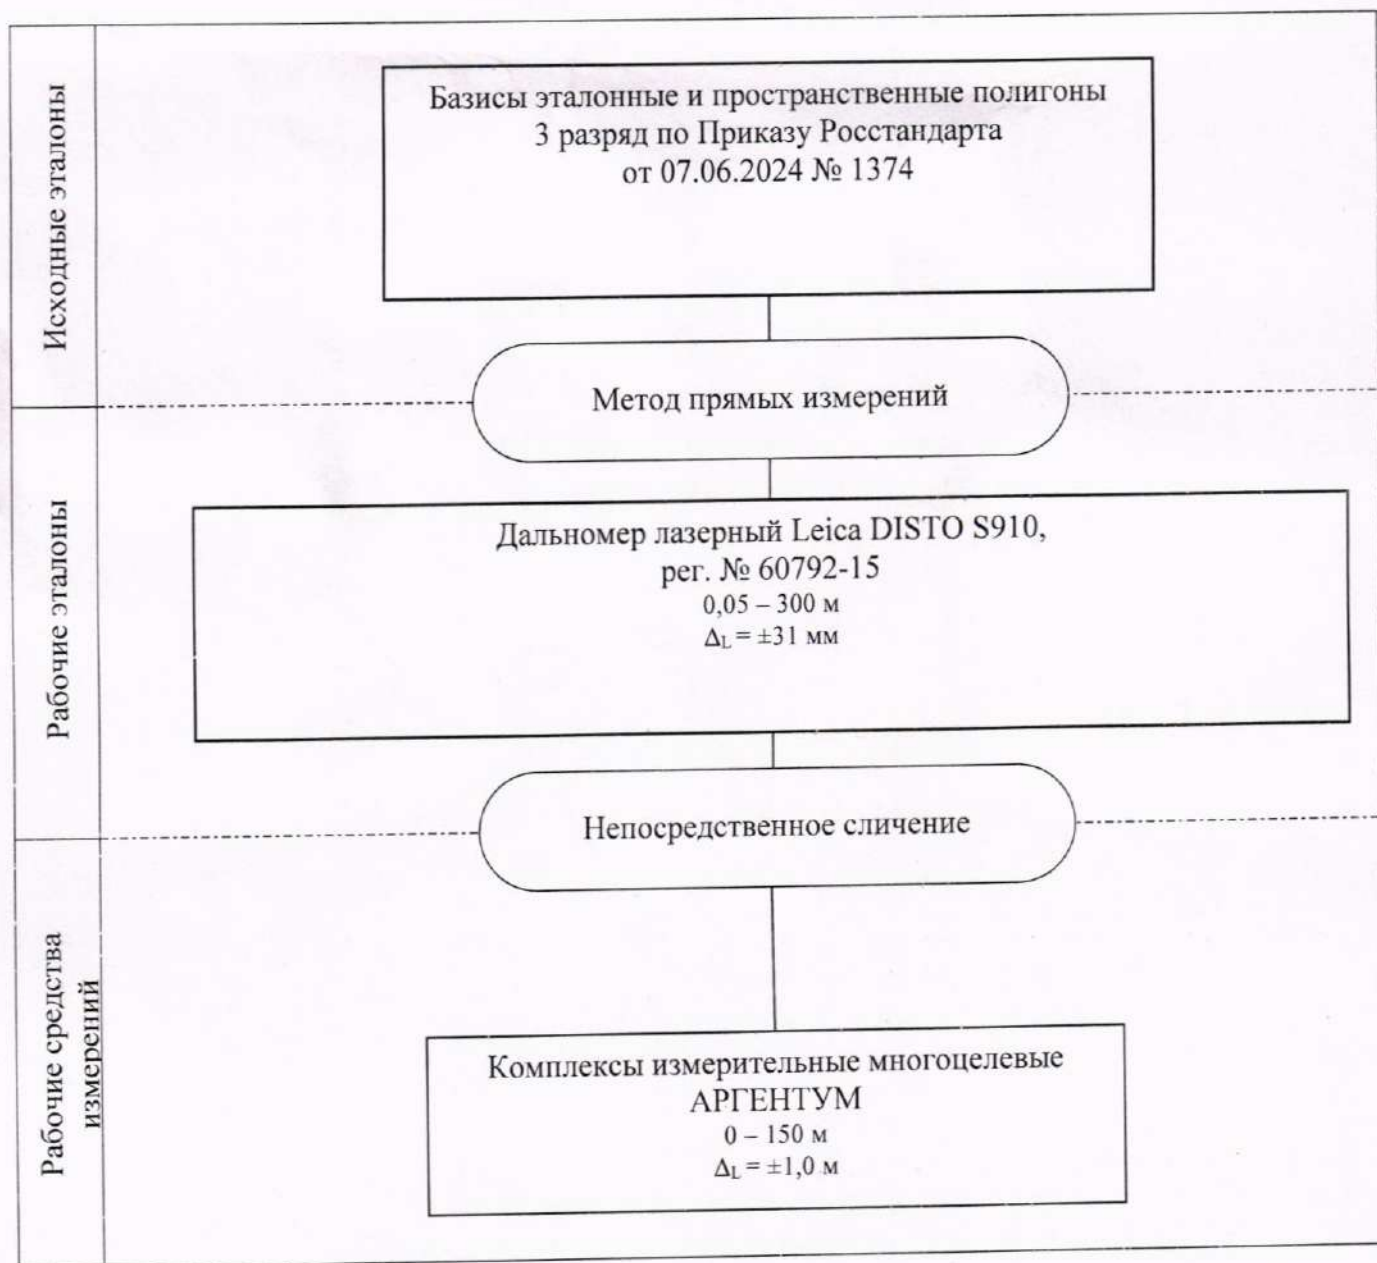 Исходные эталоны
Базисы эталонные и пространственные полигоны
3 разряд по Приказу Росстандарта
от 07.06.2024 № 1374
Метод прямых измерений
Рабочие эталоны
Дальномер лазерный Leica DISTO S910,
рег. № 60792-15
0,05 – 300 м
ΔL = ±31 мм
Непосредственное сличение
Рабочие средства
измерений
Комплексы измерительные многоцелевые
АРГЕНТУМ
0 – 150 м
ΔL = ±1,0 м